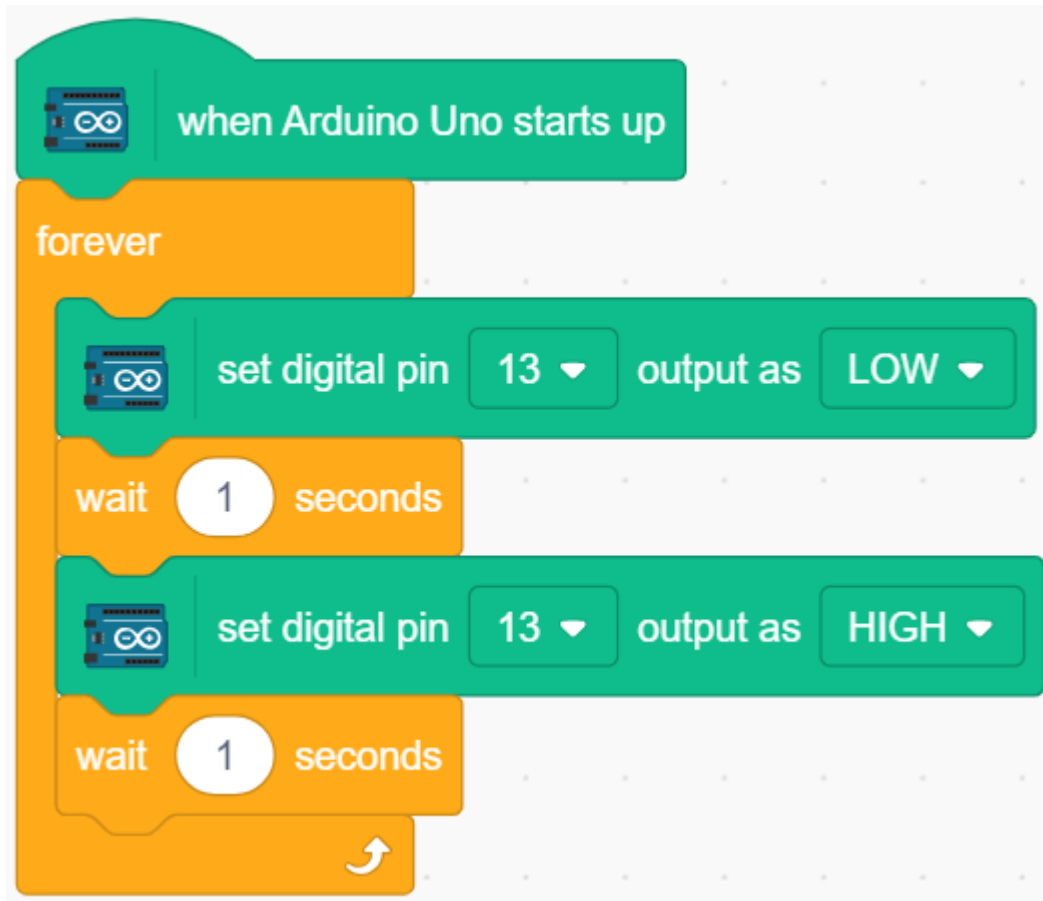 when Arduino Uno starts up
forever
set digital pin 13 output as LOW
wait 1 seconds
set digital pin 13 output as HIGH
wait 1 seconds